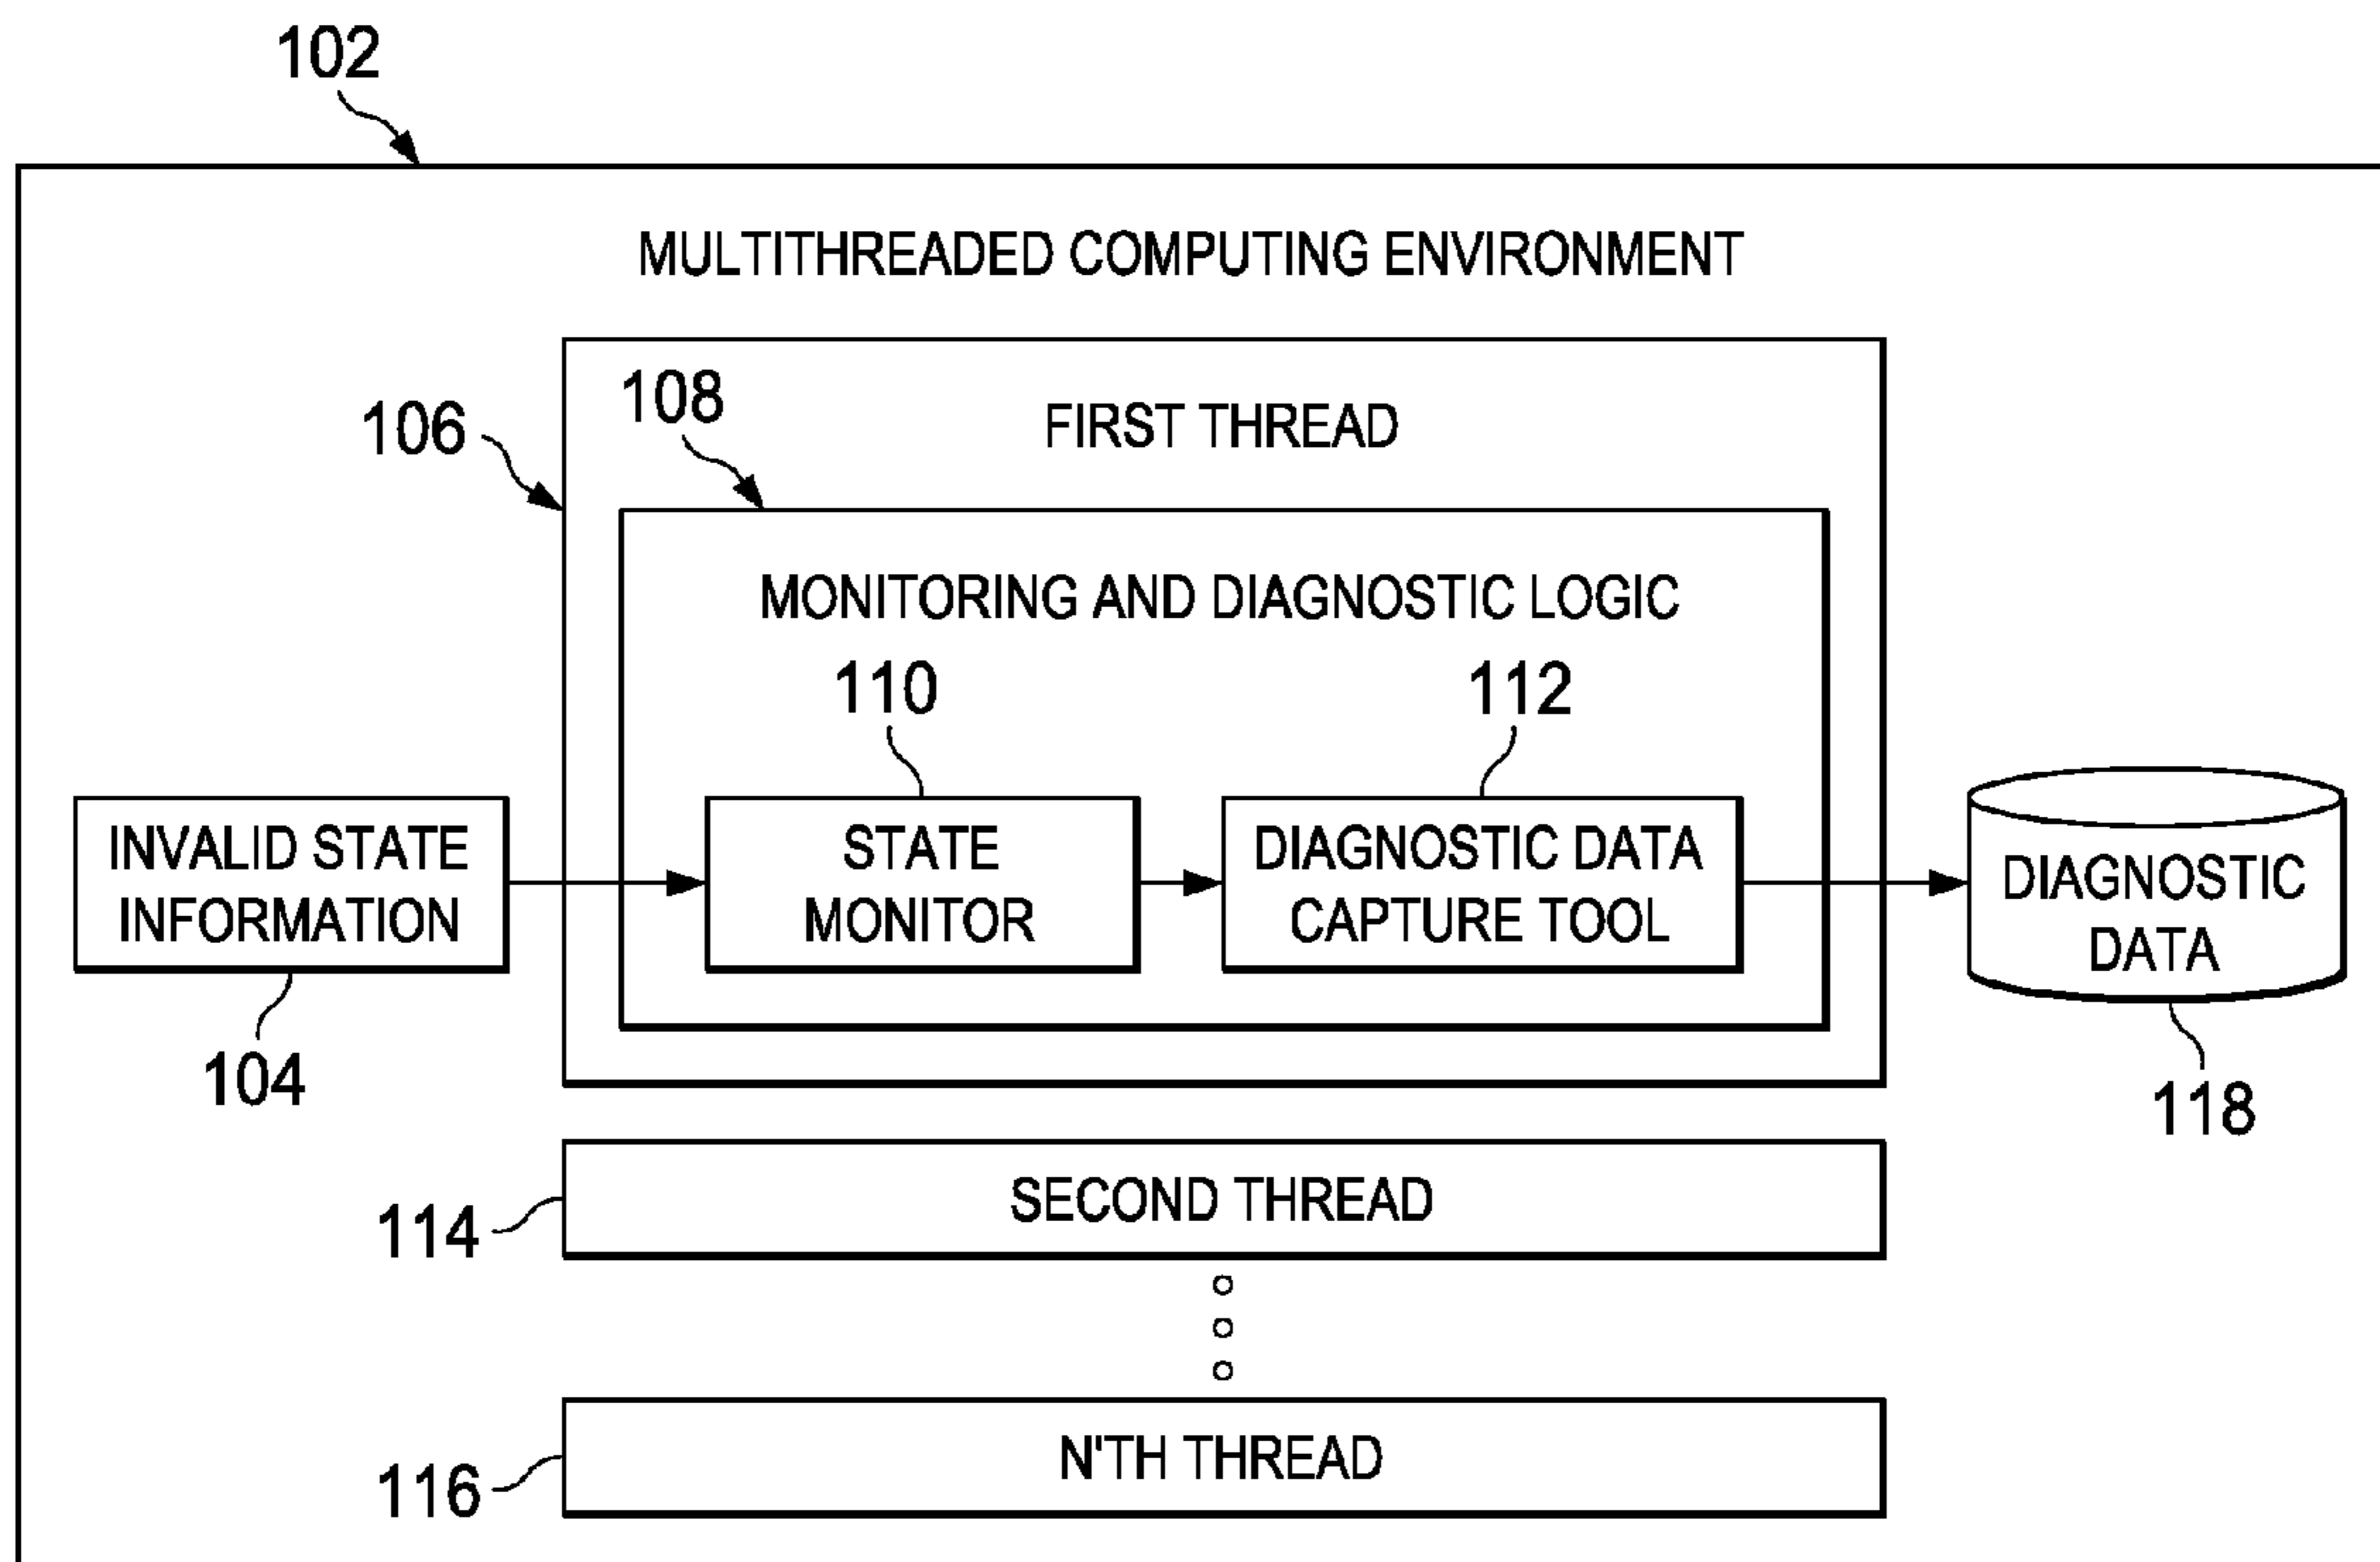 102
MULTITHREADED COMPUTING ENVIRONMENT
106
108
FIRST THREAD
MONITORING AND DIAGNOSTIC LOGIC
110
112
INVALID STATE
INFORMATION
STATE
MONITOR
DIAGNOSTIC DATA
CAPTURE TOOL
DIAGNOSTIC
DATA
104
118
114
SECOND THREAD
116
N'TH THREAD